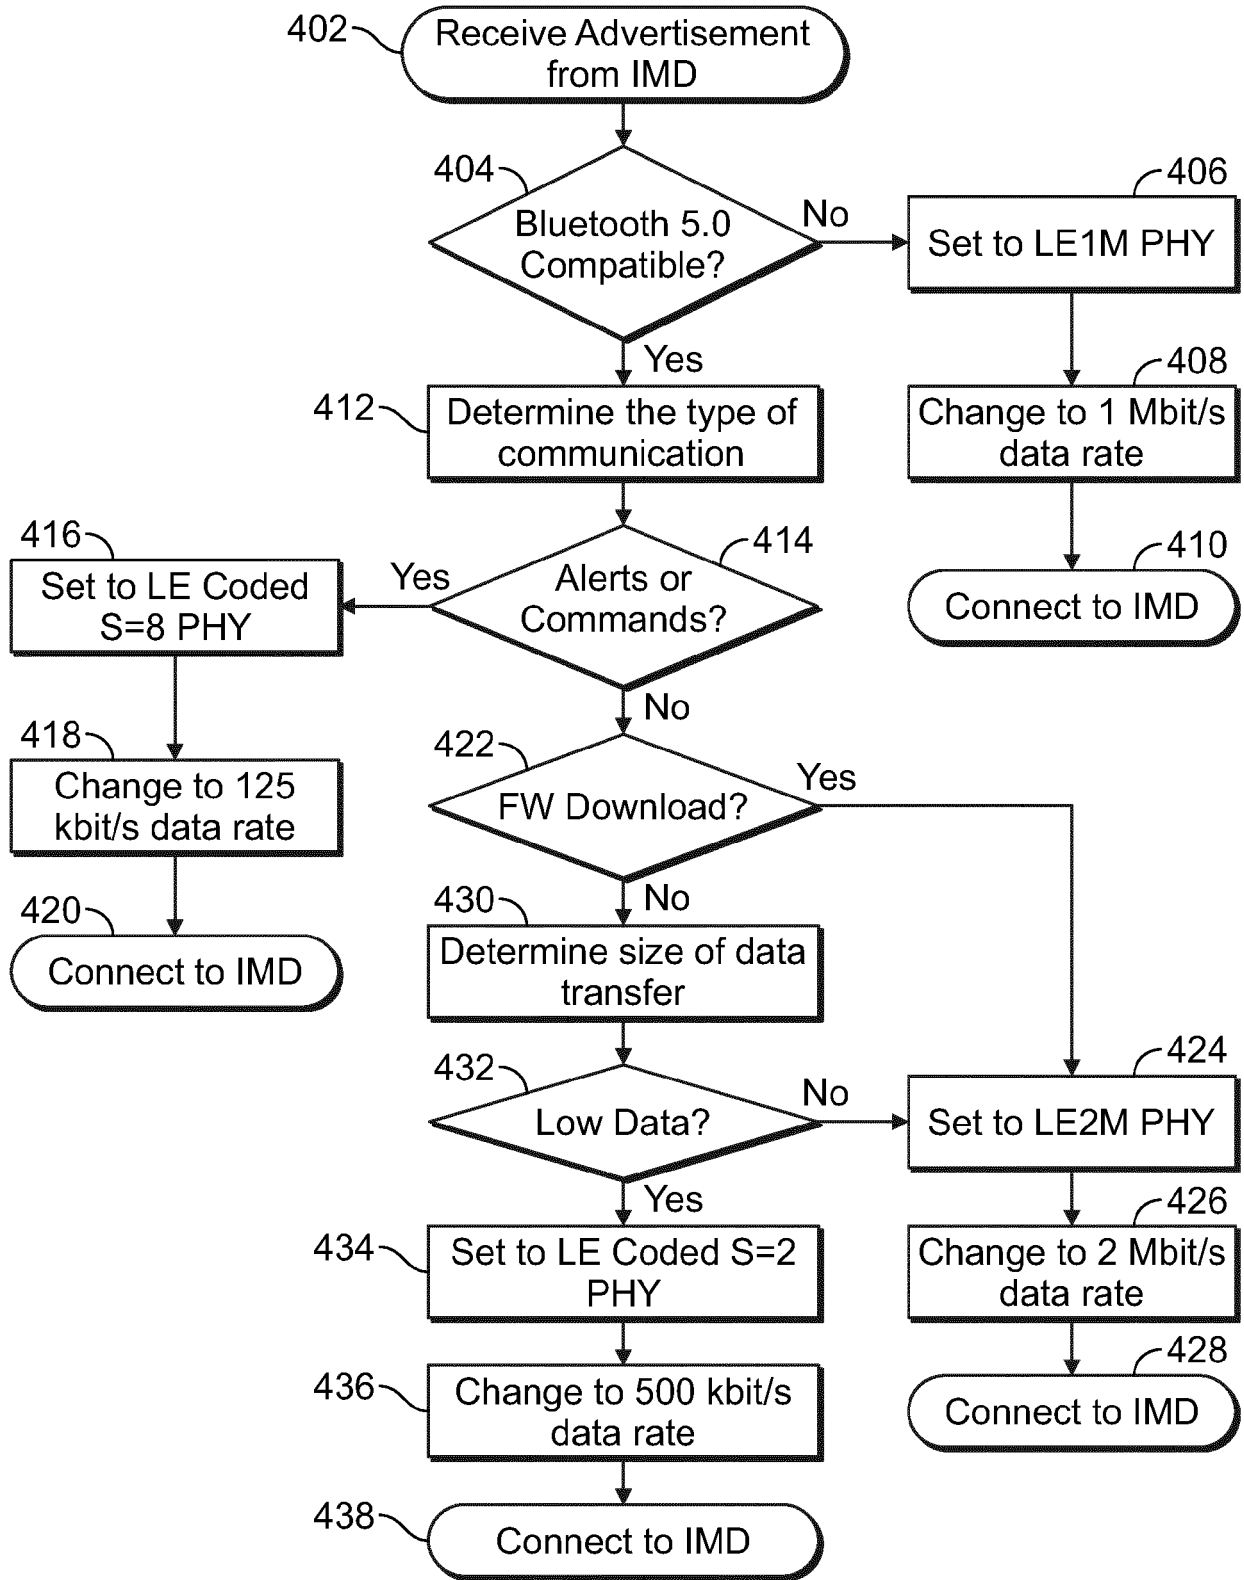 402
Receive Advertisement
from IMD
404
Bluetooth 5.0
Compatible?
No
406
Set to LE1M PHY
Yes
408
Change to 1 Mbit/s
data rate
412
Determine the type of
communication
410
Connect to IMD
414
Alerts or
Commands?
Yes
416
Set to LE Coded
S=8 PHY
No
418
Change to 125
kbit/s data rate
422
FW Download?
Yes
420
Connect to IMD
No
430
Determine size of data
transfer
432
Low Data?
No
424
Set to LE2M PHY
Yes
426
Change to 2 Mbit/s
data rate
434
Set to LE Coded S=2
PHY
428
Connect to IMD
436
Change to 500 kbit/s
data rate
438
Connect to IMD